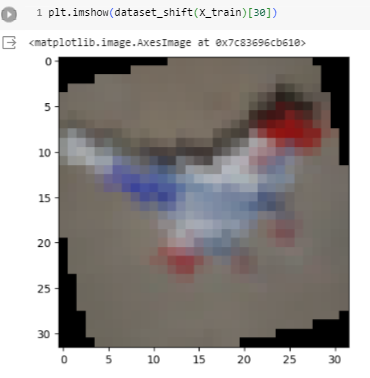 1 plt.imshow(dataset_shift(X_train)[30])
<matplotlib.image.AxesImage at 0x7c83696cb610>
0
5
10
15
20
25
30
0 5 10 15 20 25 30